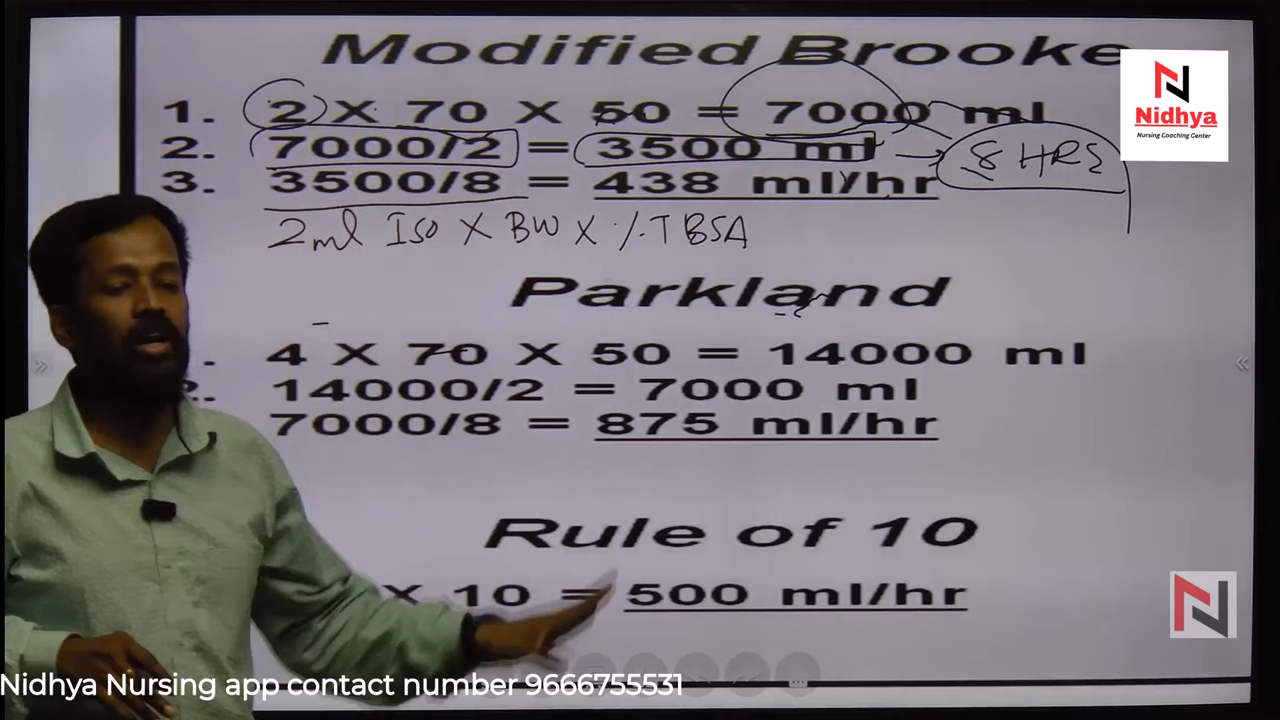 Modified Brooke
1. 2 X 70 X 50 = 7000 ml
2. 7000/2 = 3500 ml → 8 HRS
3. 3500/8 = 438 ml/hr
2ml ISO X BW X % TBSA
Parkland
. 4 X 70 X 50 = 14000 ml
2. 14000/2 = 7000 ml
7000/8 = 875 ml/hr
Rule of 10
X 10 = 500 ml/hr
Nidhya
Nursing Coaching Center
Nidhya Nursing app contact number 9666755531